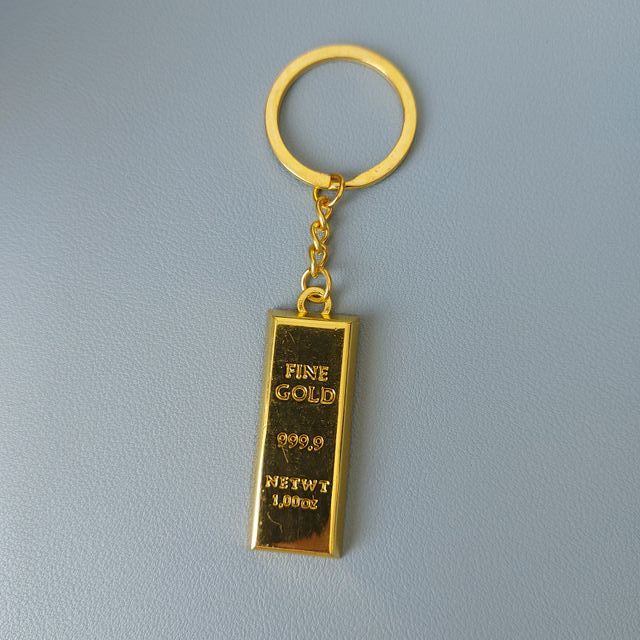 FINE
GOLD
999.9
NETWT
1,00oz